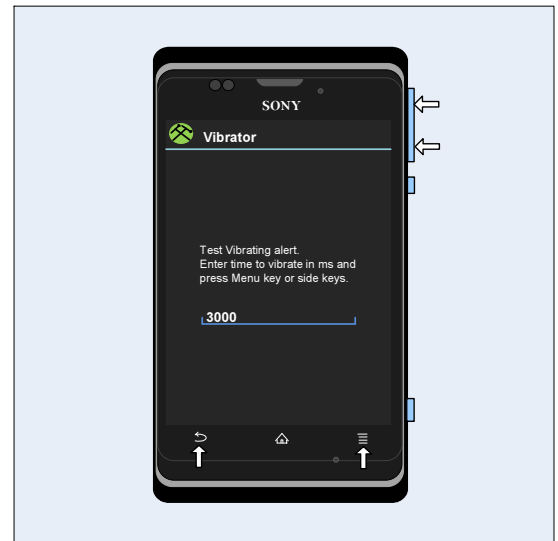 SONY
Vibrator
Test Vibrating alert.
Enter time to vibrate in ms and
press Menu key or side keys.
3000